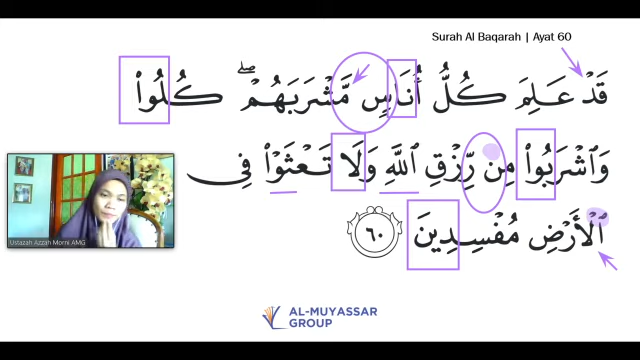 Surah Al Baqarah | Ayat 60
قَدْ عَلِمَ كُلُّ أُنَاسٍ مَّشْرَبَهُمْ ۖ كُلُوا۟
وَٱشْرَبُوا۟ مِن رِّزْقِ ٱللَّهِ وَلَا تَعْثَوْا۟ فِى
ٱلْأَرْضِ مُفْسِدِينَ ٦٠
Ustazah Azzah Morni AMG
AL-MUYASSAR
GROUP